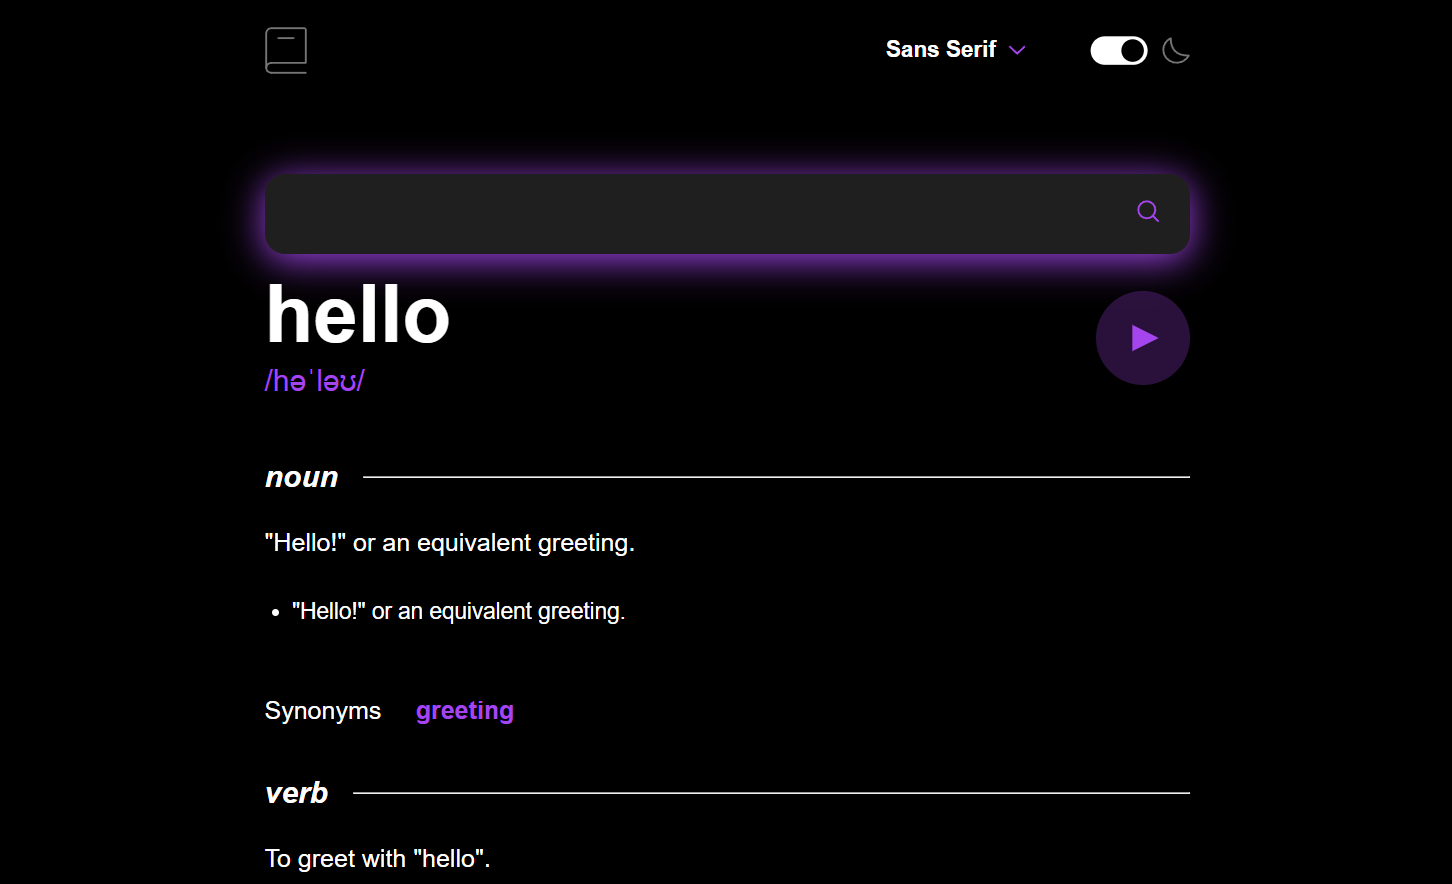 Sans Serif
hello
/həˈləʊ/
noun
"Hello!" or an equivalent greeting.
• "Hello!" or an equivalent greeting.
Synonyms greeting
verb
To greet with "hello".